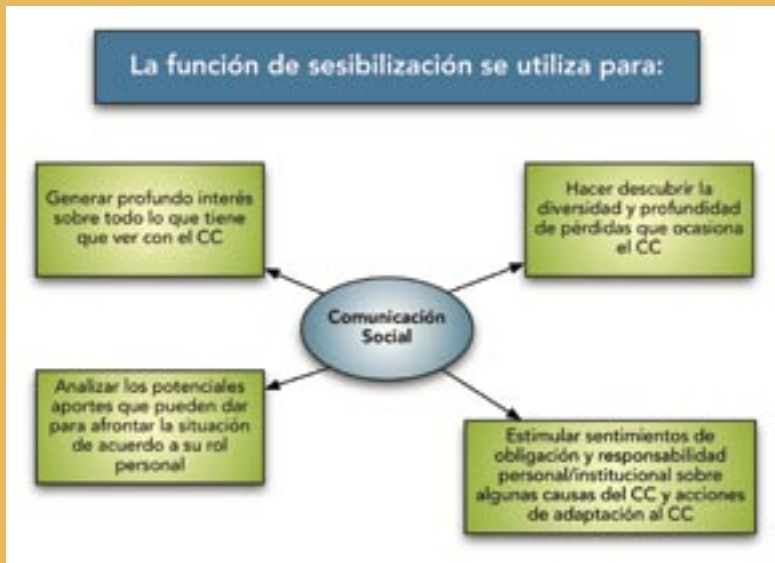 La función de sesibilización se utiliza para:
Generar profundo interés
sobre todo lo que tiene
que ver con el CC
Hacer descubrir la
diversidad y profundidad
de pérdidas que ocasiona
el CC
Comunicación
Social
Analizar los potenciales
aportes que pueden dar
para afrontar la situación
de acuerdo a su rol
personal
Estimular sentimientos de
obligación y responsabilidad
personal/institucional sobre
algunas causas del CC y acciones
de adaptación al CC